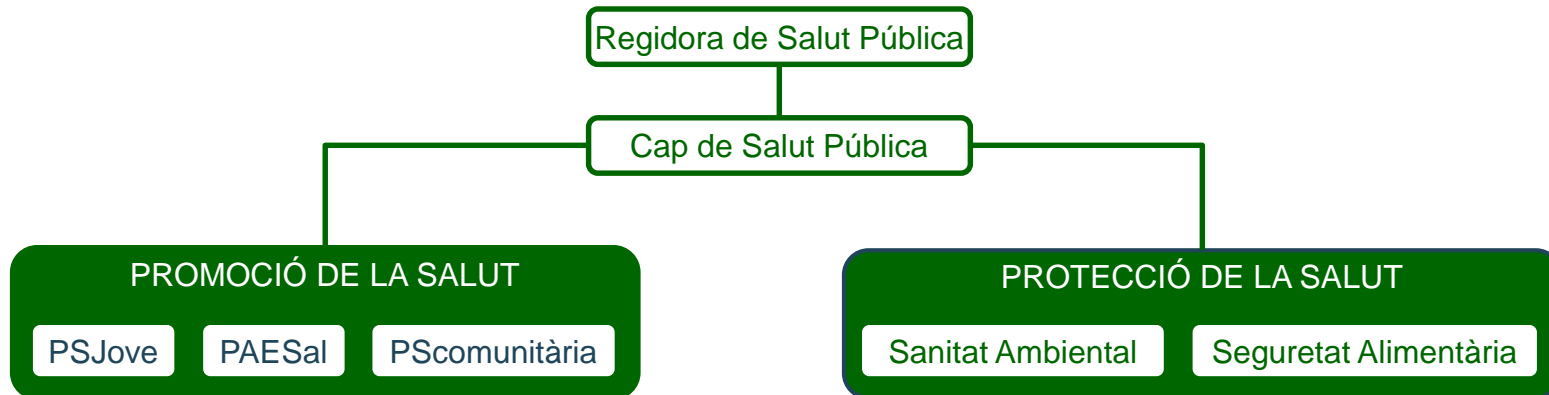 Regidora de Salut Pública
Cap de Salut Pública
PROMOCIÓ DE LA SALUT
PSJove
PAESal
PScomunitària
PROTECCIÓ DE LA SALUT
Sanitat Ambiental
Seguretat Alimentària